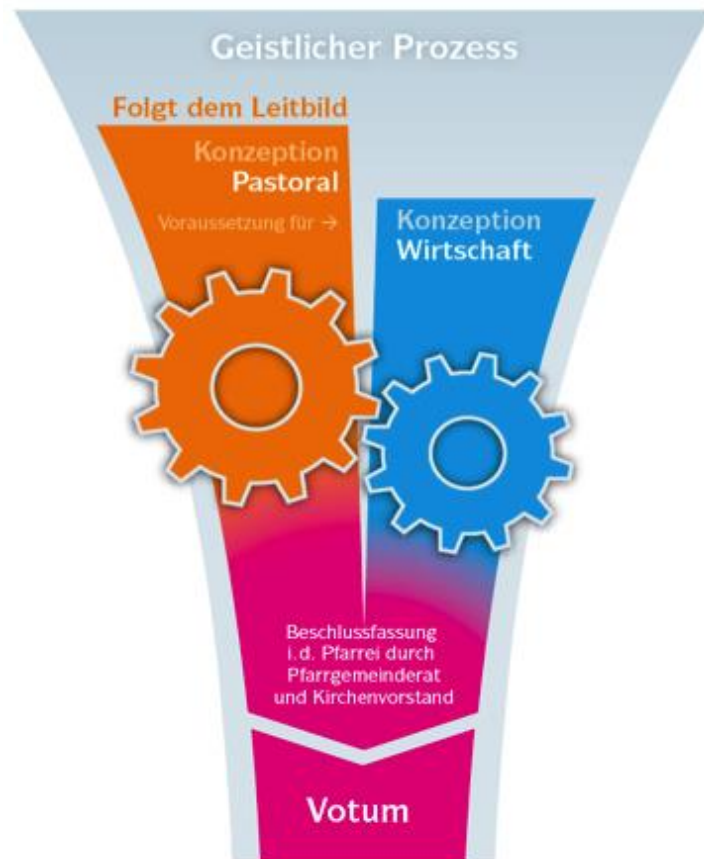 Geistlicher Prozess
Folgt dem Leitbild
Konzeption
Pastoral
Voraussetzung für →
Konzeption
Wirtschaft
Beschlussfassung
i.d. Pfarrei durch
Pfarrgemeinderat
und Kirchenvorstand
Votum